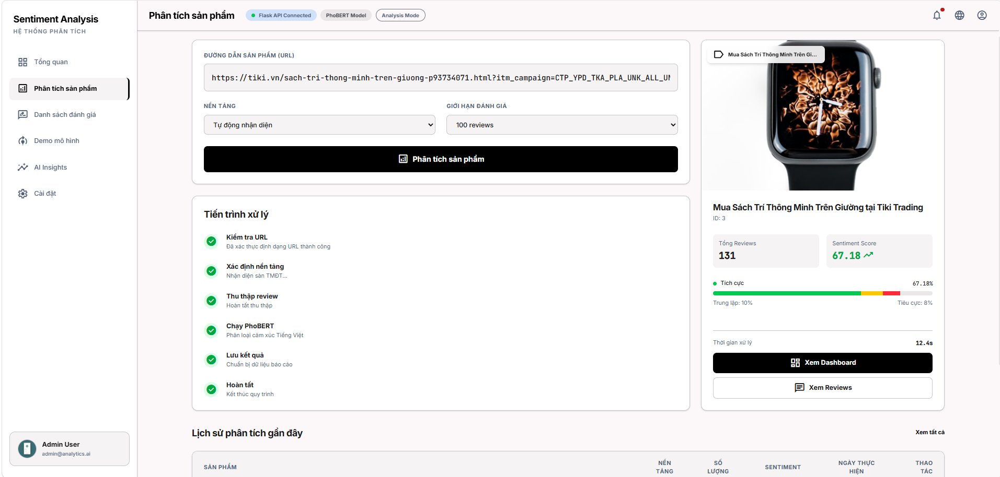 Sentiment Analysis
HỆ THỐNG PHÂN TÍCH
Tổng quan
Phân tích sản phẩm
Danh sách đánh giá
Demo mô hình
AI Insights
Cài đặt
Admin User
admin@analytics.ai
Phân tích sản phẩm
Flask API Connected
PhoBERT Model
Analysis Mode
ĐƯỜNG DẪN SẢN PHẨM (URL)
https://tiki.vn/sach-tri-thong-minh-tren-giuong-p93734071.html?itm_campaign=CTP_YPD_TKA_PLA_UNK_ALL_UN
NỀN TẢNG
GIỚI HẠN ĐÁNH GIÁ
Tự động nhận diện
100 reviews
Phân tích sản phẩm
Tiến trình xử lý
Kiểm tra URL
Đã xác thực định dạng URL thành công
Xác định nền tảng
Nhận diện sàn TMĐT...
Thu thập review
Hoàn tất thu thập
Chạy PhoBERT
Phân loại cảm xúc Tiếng Việt
Lưu kết quả
Chuẩn bị dữ liệu báo cáo
Hoàn tất
Kết thúc quy trình
Mua Sách Trí Thông Minh Trên Gi...
Mua Sách Trí Thông Minh Trên Giường tại Tiki Trading
ID: 3
Tổng Reviews
131
Sentiment Score
67.18
Tích cực
67.18%
Trung lập: 10%
Tiêu cực: 8%
Thời gian xử lý
12.4s
Xem Dashboard
Xem Reviews
Lịch sử phân tích gần đây
Xem tất cả
SẢN PHẨM
NỀN TẢNG
SỐ LƯỢNG
SENTIMENT
NGÀY THỰC HIỆN
THAO TÁC